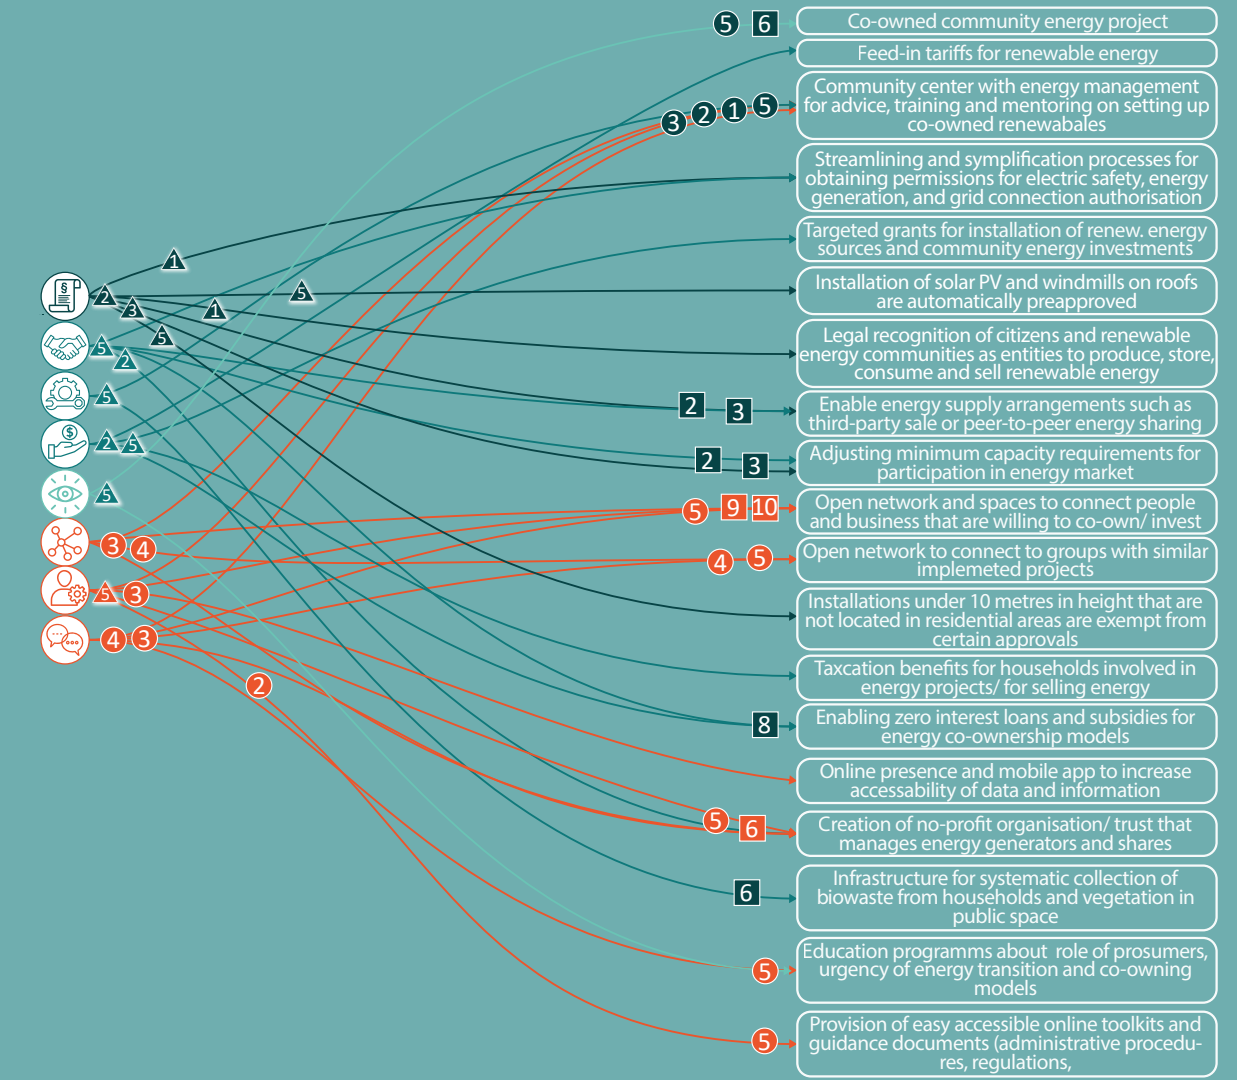 5 6
Co-owned community energy project
Feed-in tariffs for renewable energy
3 2 1 5
Community center with energy management
for advice, training and mentoring on setting up
co-owned renewabales
Streamlining and symplification processes for
obtaining permissions for electric safety, energy
generation, and grid connection authorisation
Targeted grants for installation of renew. energy
sources and community energy investments
1
§
$
2 3 1 5
5
Installation of solar PV and windmills on roofs
are automatically preapproved
Legal recognition of citizens and renewable
energy communities as entities to produce, store,
consume and sell renewable energy
5 2
5
2 3
Enable energy supply arrangements such as
third-party sale or peer-to-peer energy sharing
2 5
2 3
Adjusting minimum capacity requirements for
participation in energy market
5
5 9 10
Open network and spaces to connect people
and business that are willing to co-own/ invest
3 4
4 5
Open network to connect to groups with similar
implemeted projects
5 3
Installations under 10 metres in height that are
not located in residential areas are exempt from
certain approvals
4 3
Taxcation benefits for households involved in
energy projects/ for selling energy
2
8
Enabling zero interest loans and subsidies for
energy co-ownership models
Online presence and mobile app to increase
accessability of data and information
5 6
Creation of no-profit organisation/ trust that
manages energy generators and shares
6
Infrastructure for systematic collection of
biowaste from households and vegetation in
public space
5
Education programms about role of prosumers,
urgency of energy transition and co-owning
models
5
Provision of easy accessible online toolkits and
guidance documents (administrative procedu-
res, regulations,